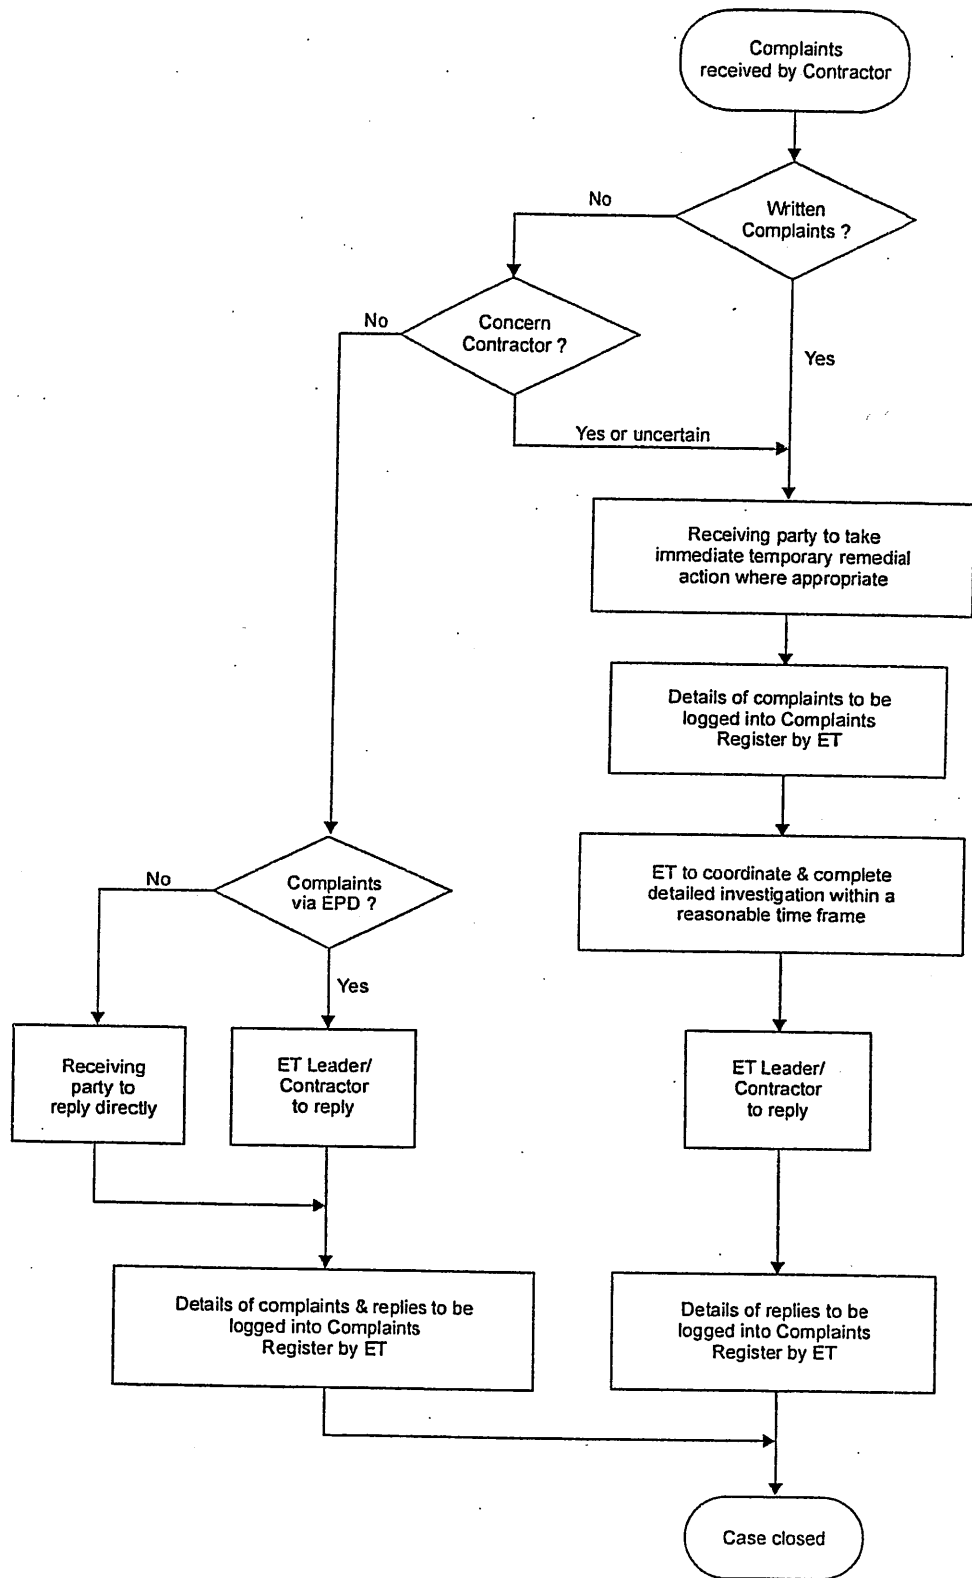 Complaints
received by Contractor
Written
Complaints ?
No
Yes
Concern
Contractor ?
No
Yes or uncertain
Receiving party to take
immediate temporary remedial
action where appropriate
Details of complaints to be
logged into Complaints
Register by ET
ET to coordinate & complete
detailed investigation within a
reasonable time frame
Complaints
via EPD ?
No
Yes
Receiving
party to
reply directly
ET Leader/
Contractor
to reply
ET Leader/
Contractor
to reply
Details of complaints & replies to be
logged into Complaints
Register by ET
Details of replies to be
logged into Complaints
Register by ET
Case closed